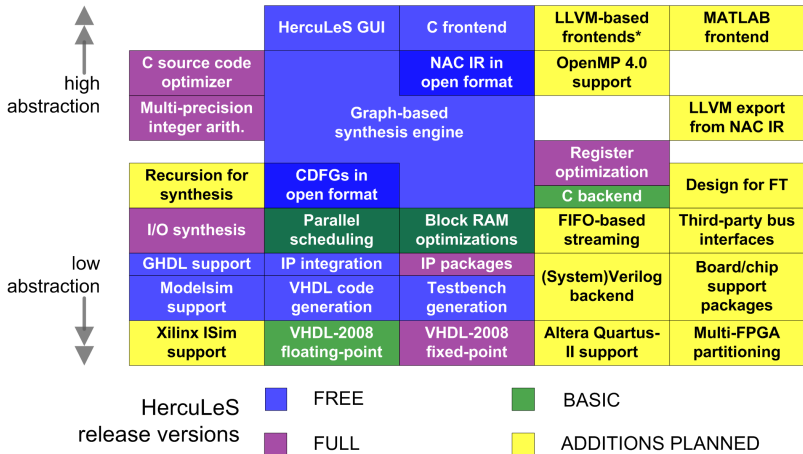 HercuLeS GUI
C frontend
LLVM-based
frontends*
MATLAB
frontend
high
abstraction
C source code
optimizer
NAC IR in
open format
OpenMP 4.0
support
Multi-precision
integer arith.
Graph-based
synthesis engine
LLVM export
from NAC IR
Register
optimization
Recursion for
synthesis
CDFGs in
open format
C backend
Design for FT
I/O synthesis
Parallel
scheduling
Block RAM
optimizations
FIFO-based
streaming
Third-party bus
interfaces
low
abstraction
GHDL support
IP integration
IP packages
(System)Verilog
backend
Board/chip
support
packages
Modelsim
support
VHDL code
generation
Testbench
generation
Xilinx ISim
support
VHDL-2008
floating-point
VHDL-2008
fixed-point
Altera Quartus-
II support
Multi-FPGA
partitioning
HercuLeS
release versions
FREE
BASIC
FULL
ADDITIONS PLANNED